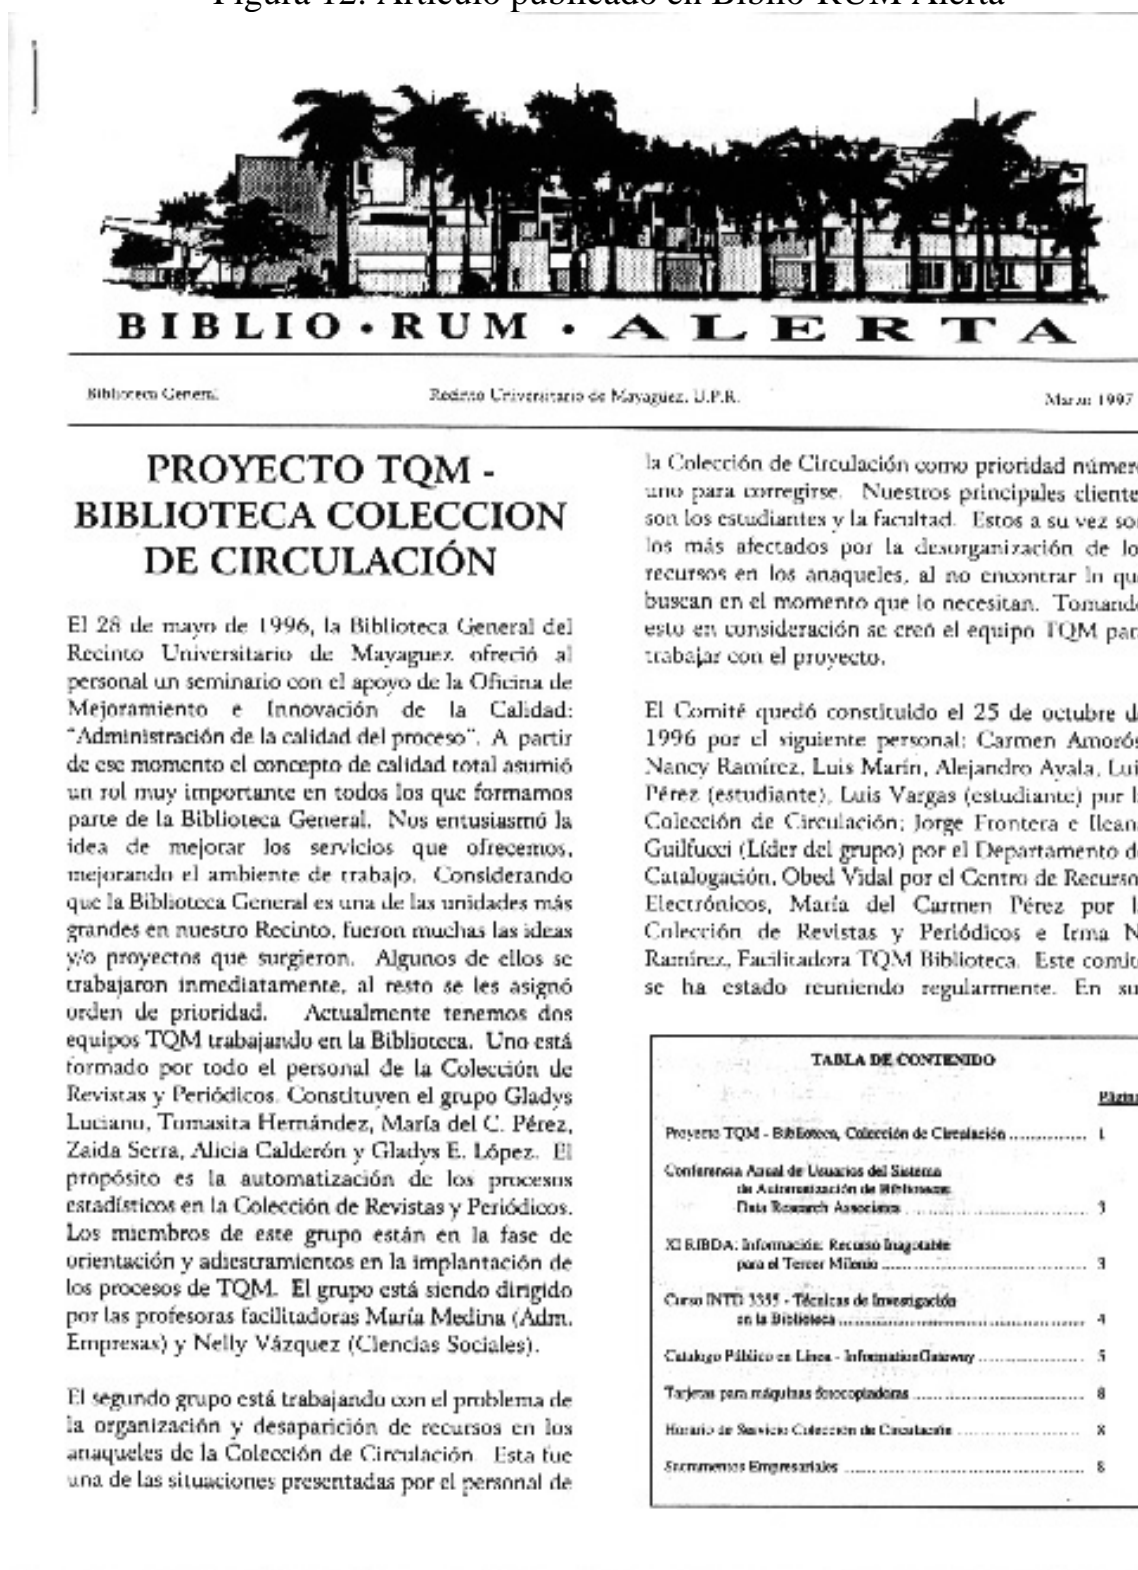 Figura 12. Artículo publicado en Biblio-RUM Alerta
BIBLIO • RUM • ALERTA
Biblioteca General
Recinto Universitario de Mayaguez, U.P.R.
Marzo 1997
PROYECTO TQM -
BIBLIOTECA COLECCION
DE CIRCULACIÓN
El 28 de mayo de 1996, la Biblioteca General del
Recinto Universitario de Mayaguez ofreció al
personal un seminario con el apoyo de la Oficina de
Mejoramiento e Innovación de la Calidad:
"Administración de la calidad del proceso". A partir
de ese momento el concepto de calidad total asumió
un rol muy importante en todos los que formamos
parte de la Biblioteca General. Nos entusiasmó la
idea de mejorar los servicios que ofrecemos,
mejorando el ambiente de trabajo. Considerando
que la Biblioteca General es una de las unidades más
grandes en nuestro Recinto, fueron muchas las ideas
y/o proyectos que surgieron. Algunos de ellos se
trabajaron inmediatamente, al resto se les asignó
orden de prioridad. Actualmente tenemos dos
equipos TQM trabajando en la Biblioteca. Uno está
formado por todo el personal de la Colección de
Revistas y Periódicos. Constituyen el grupo Gladys
Luciano, Tomasita Hernández, María del C. Pérez,
Zaida Serra, Alicia Calderón y Gladys E. López. El
propósito es la automatización de los procesos
estadísticos en la Colección de Revistas y Periódicos.
Los miembros de este grupo están en la fase de
orientación y adiestramientos en la implantación de
los procesos de TQM. El grupo está siendo dirigido
por las profesoras facilitadoras María Medina (Adm.
Empresas) y Nelly Vázquez (Ciencias Sociales).
El segundo grupo está trabajando con el problema de
la organización y desaparición de recursos en los
anaqueles de la Colección de Circulación. Esta fue
una de las situaciones presentadas por el personal de
la Colección de Circulación como prioridad número
uno para corregirse. Nuestros principales cliente
son los estudiantes y la facultad. Estos a su vez son
los más afectados por la desorganización de lo
recursos en los anaqueles, al no encontrar lo qu
buscan en el momento que lo necesitan. Tomando
esto en consideración se creó el equipo TQM par
trabajar con el proyecto.
El Comité quedó constituido el 25 de octubre d
1996 por el siguiente personal: Carmen Amorós
Nancy Ramírez, Luis Marín, Alejandro Ayala, Lui
Pérez (estudiante), Luis Vargas (estudiante) por l
Colección de Circulación; Jorge Frontera e Ilean
Guilfucci (Líder del grupo) por el Departamento d
Catalogación, Obed Vidal por el Centro de Recurso
Electrónicos, María del Carmen Pérez por l
Colección de Revistas y Periódicos e Irma N
Ramírez, Facilitadora TQM Biblioteca. Este comit
se ha estado reuniendo regularmente. En su
TABLA DE CONTENIDO
Página
Proyecto TQM - Biblioteca, Colección de Circulación .............. 1
Conferencia Anual de Usuarios del Sistema
de Automatización de Bibliotecas
Data Research Associates .................................. 3
XI RIBDA: Información: Recurso Inagotable
para el Tercer Milenio ...................................... 3
Curso INTD 3355 - Técnicas de Investigación
en la Biblioteca .............................................. 4
Catalogo Público en Línea - InformationGateway ................... 5
Tarjetas para máquinas fotocopiadoras ............................... 8
Horario de Servicio Colección de Circulación ...................... 8
Sacramentos Empresariales ........................................... 8